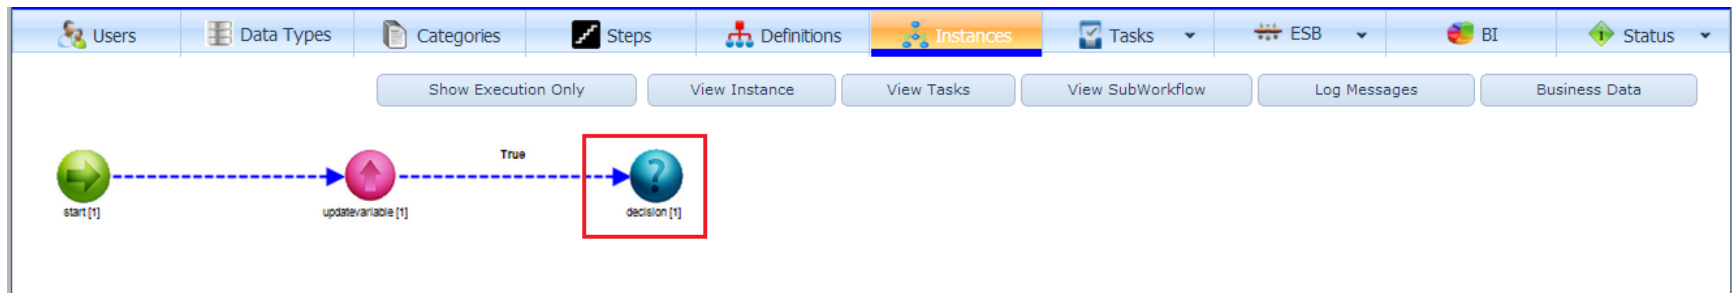 Users Data Types Categories Steps Definitions Instances Tasks ESB BI Status
Show Execution Only View Instance View Tasks View SubWorkflow Log Messages Business Data
True
start [1] updatevariable [1] decision [1]